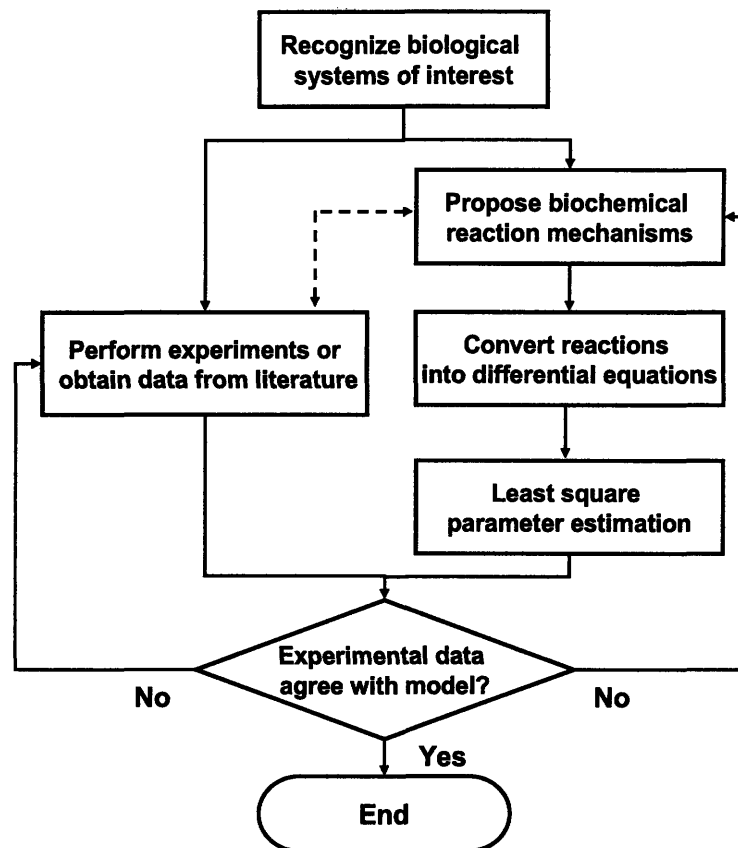 Recognize biological
systems of interest
Propose biochemical
reaction mechanisms
Perform experiments or
obtain data from literature
Convert reactions
into differential equations
Least square
parameter estimation
Experimental data
agree with model?
No
No
Yes
End